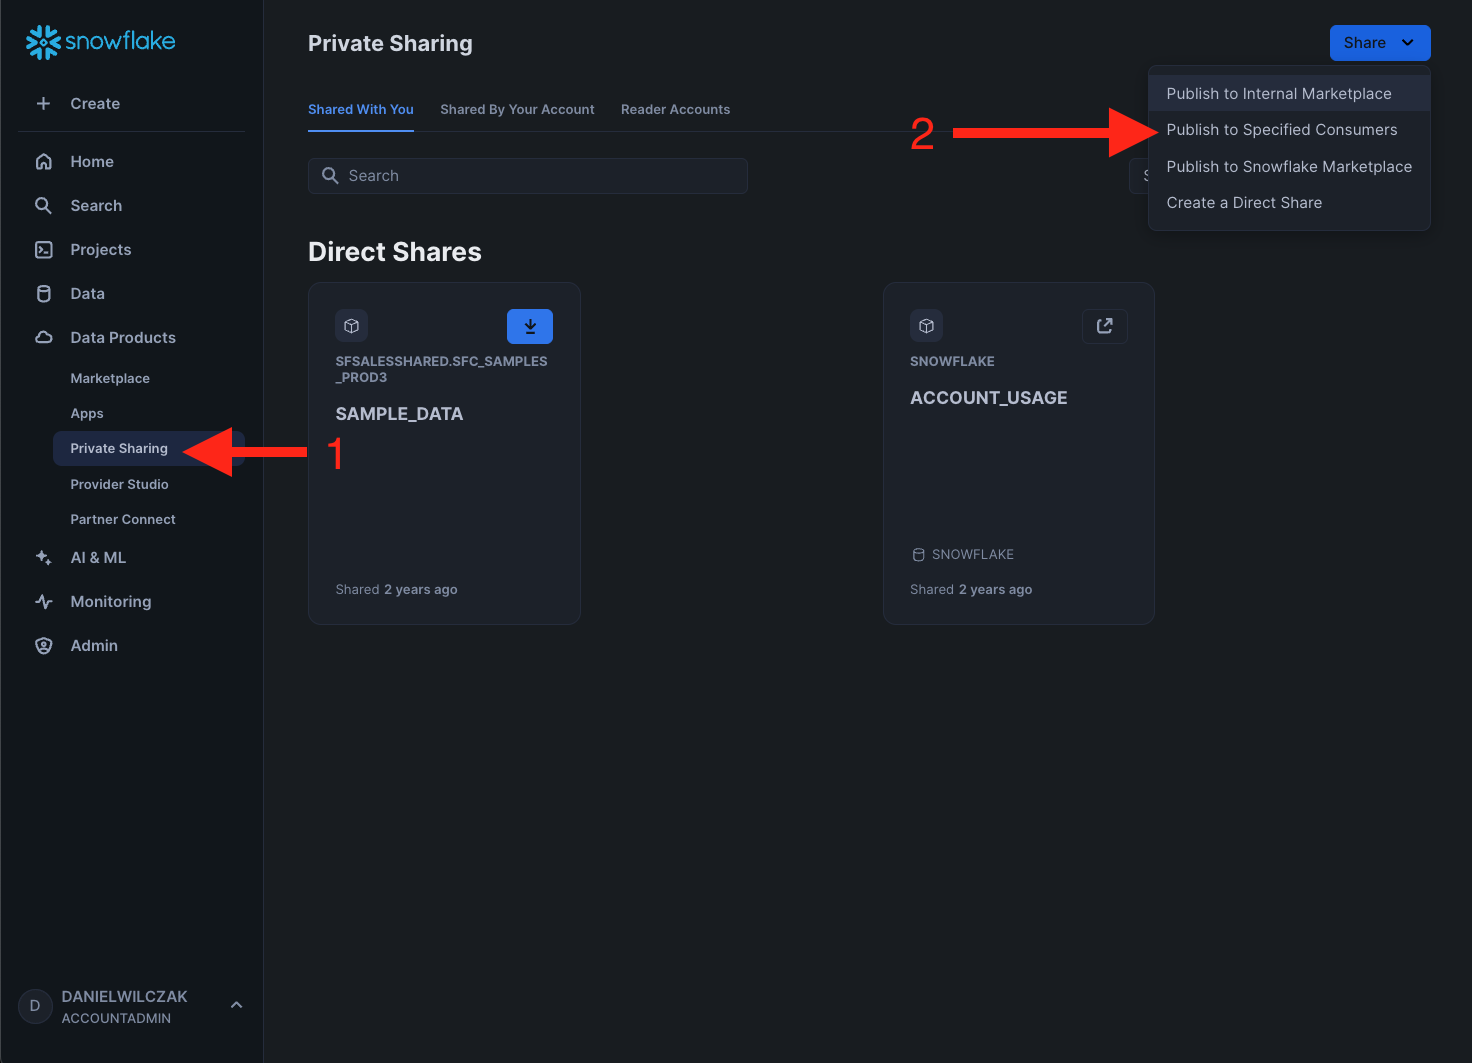 snowflake
Create
Home
Search
Projects
Data
Data Products
Marketplace
Apps
Private Sharing
Provider Studio
Partner Connect
AI & ML
Monitoring
Admin
D
DANIELWILCZAK
ACCOUNTADMIN
1
Private Sharing
Share
Shared With You
Shared By Your Account
Reader Accounts
Search
2
Publish to Internal Marketplace
Publish to Specified Consumers
Publish to Snowflake Marketplace
Create a Direct Share
Direct Shares
SFSALESSHARED.SFC_SAMPLES
_PROD3
SAMPLE_DATA
Shared 2 years ago
SNOWFLAKE
ACCOUNT_USAGE
SNOWFLAKE
Shared 2 years ago